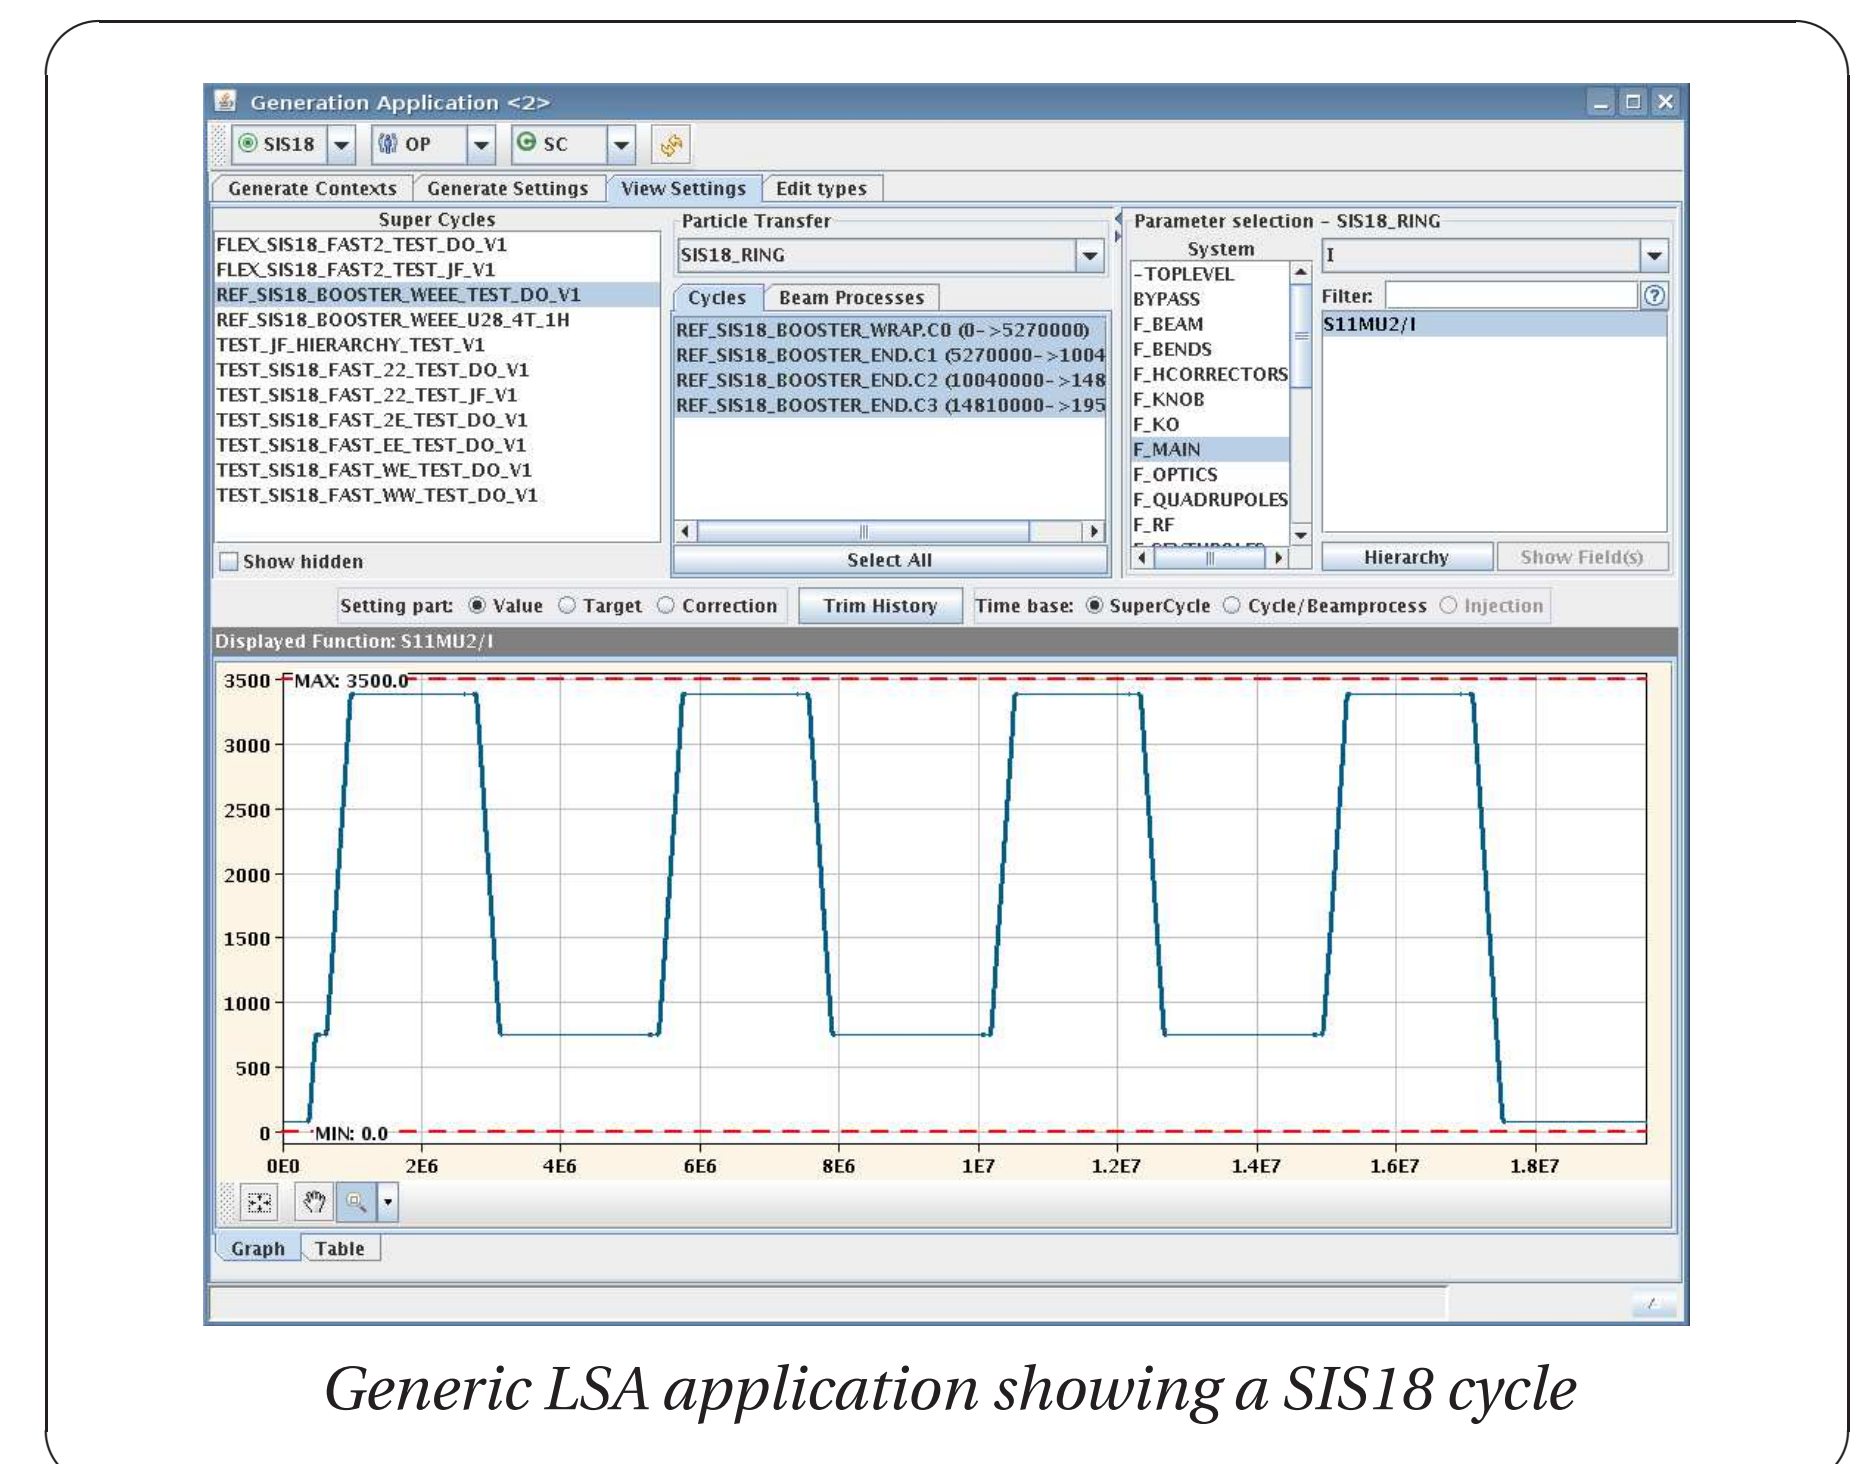 Generation Application <2>
SIS18 OP SC
Generate Contexts Generate Settings View Settings Edit types
Super Cycles
FLEX_SIS18_FAST2_TEST_DO_V1
FLEX_SIS18_FAST2_TEST_JF_V1
REF_SIS18_BOOSTER_WEEE_TEST_DO_V1
REF_SIS18_BOOSTER_WEEE_U28_4T_1H
TEST_JF_HIERARCHY_TEST_V1
TEST_SIS18_FAST_22_TEST_DO_V1
TEST_SIS18_FAST_22_TEST_JF_V1
TEST_SIS18_FAST_2E_TEST_DO_V1
TEST_SIS18_FAST_EE_TEST_DO_V1
TEST_SIS18_FAST_WE_TEST_DO_V1
TEST_SIS18_FAST_WW_TEST_DO_V1
Show hidden
Particle Transfer
SIS18_RING
Cycles Beam Processes
REF_SIS18_BOOSTER_WRAP.C0 (0->5270000)
REF_SIS18_BOOSTER_END.C1 (5270000->1004
REF_SIS18_BOOSTER_END.C2 (10040000->148
REF_SIS18_BOOSTER_END.C3 (14810000->195
Select All
Parameter selection - SIS18_RING
System
-TOPLEVEL
BYPASS
F_BEAM
F_BENDS
F_HCORRECTORS
F_KNOB
F_KO
F_MAIN
F_OPTICS
F_QUADRUPOLES
F_RF
I
Filter:
S11MU2/I
Hierarchy Show Field(s)
Setting part: Value Target Correction Trim History Time base: SuperCycle Cycle/Beamprocess Injection
Displayed Function: S11MU2/I
3500 MAX: 3500.0
3000
2500
2000
1500
1000
500
0 MIN: 0.0
0E0 2E6 4E6 6E6 8E6 1E7 1.2E7 1.4E7 1.6E7 1.8E7
Graph Table
Generic LSA application showing a SIS18 cycle